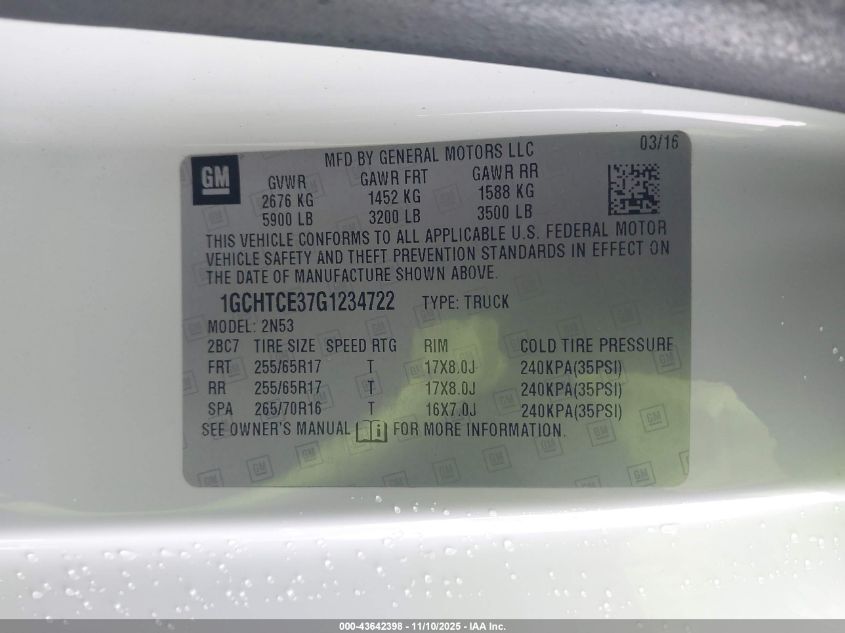 GM
MFD BY GENERAL MOTORS LLC 03/16
GVWR GAWR FRT GAWR RR
2676 KG 1452 KG 1588 KG
5900 LB 3200 LB 3500 LB
THIS VEHICLE CONFORMS TO ALL APPLICABLE U.S. FEDERAL MOTOR
VEHICLE SAFETY AND THEFT PREVENTION STANDARDS IN EFFECT ON
THE DATE OF MANUFACTURE SHOWN ABOVE.
1GCHTCE37G1234722 TYPE: TRUCK
MODEL: 2N53
2BC7 TIRE SIZE SPEED RTG RIM COLD TIRE PRESSURE
FRT 255/65R17 T 17X8.0J 240KPA(35PSI)
RR 255/65R17 T 17X8.0J 240KPA(35PSI)
SPA 265/70R16 T 16X7.0J 240KPA(35PSI)
SEE OWNER'S MANUAL FOR MORE INFORMATION.
000-43642398 - 11/10/2025 - IAA Inc.